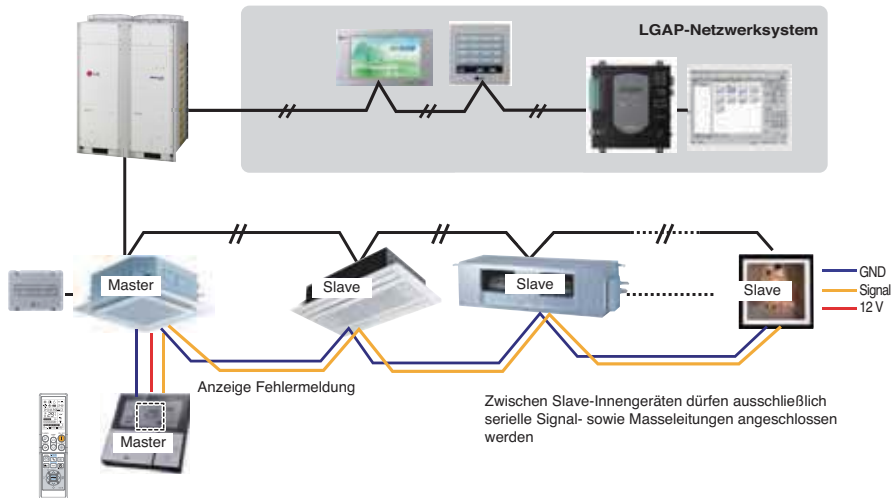 LGAP-Netzwerksystem
Master
Slave
Slave
Slave
GND
Signal
12 V
Anzeige Fehlermeldung
Master
Zwischen Slave-Innengeräten dürfen ausschließlich
serielle Signal- sowie Masseleitungen angeschlossen
werden